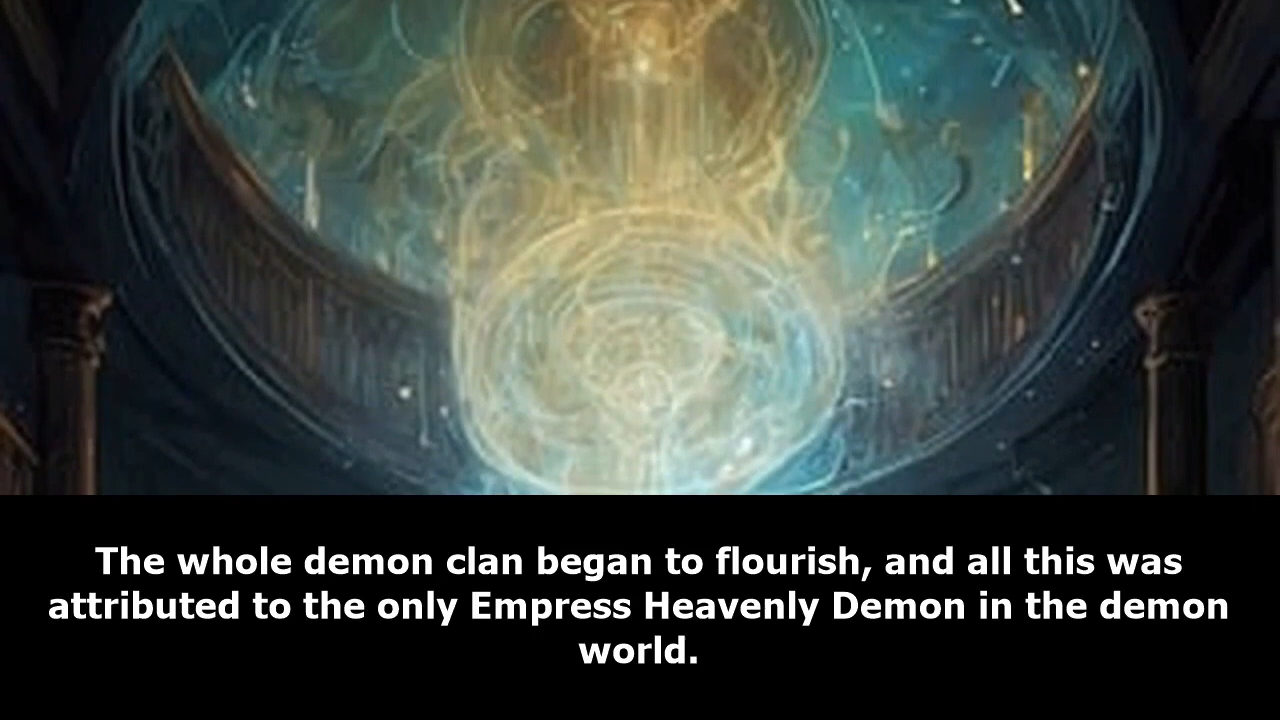 The whole demon clan began to flourish, and all this was
attributed to the only Empress Heavenly Demon in the demon
world.